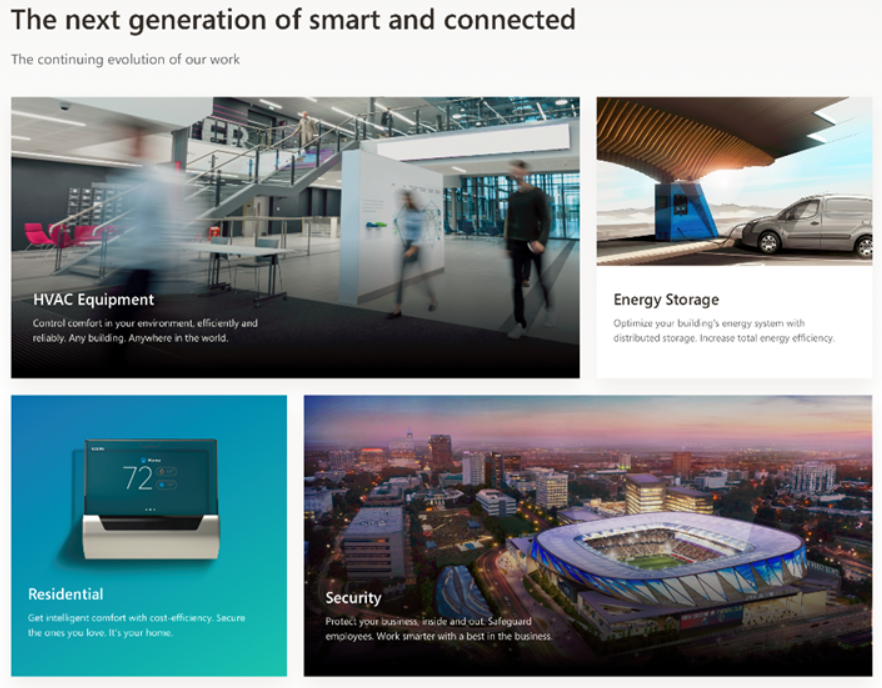 The next generation of smart and connected
The continuing evolution of our work
HVAC Equipment
Control comfort in your environment, efficiently and
reliably. Any building. Anywhere in the world.
Energy Storage
Optimize your building's energy system with
distributed storage. Increase total energy efficiency.
72
Residential
Get intelligent comfort with cost-efficiency. Secure
the ones you love. It's your home.
Security
Protect your business, inside and out. Safeguard
employees. Work smarter with a best in the business.